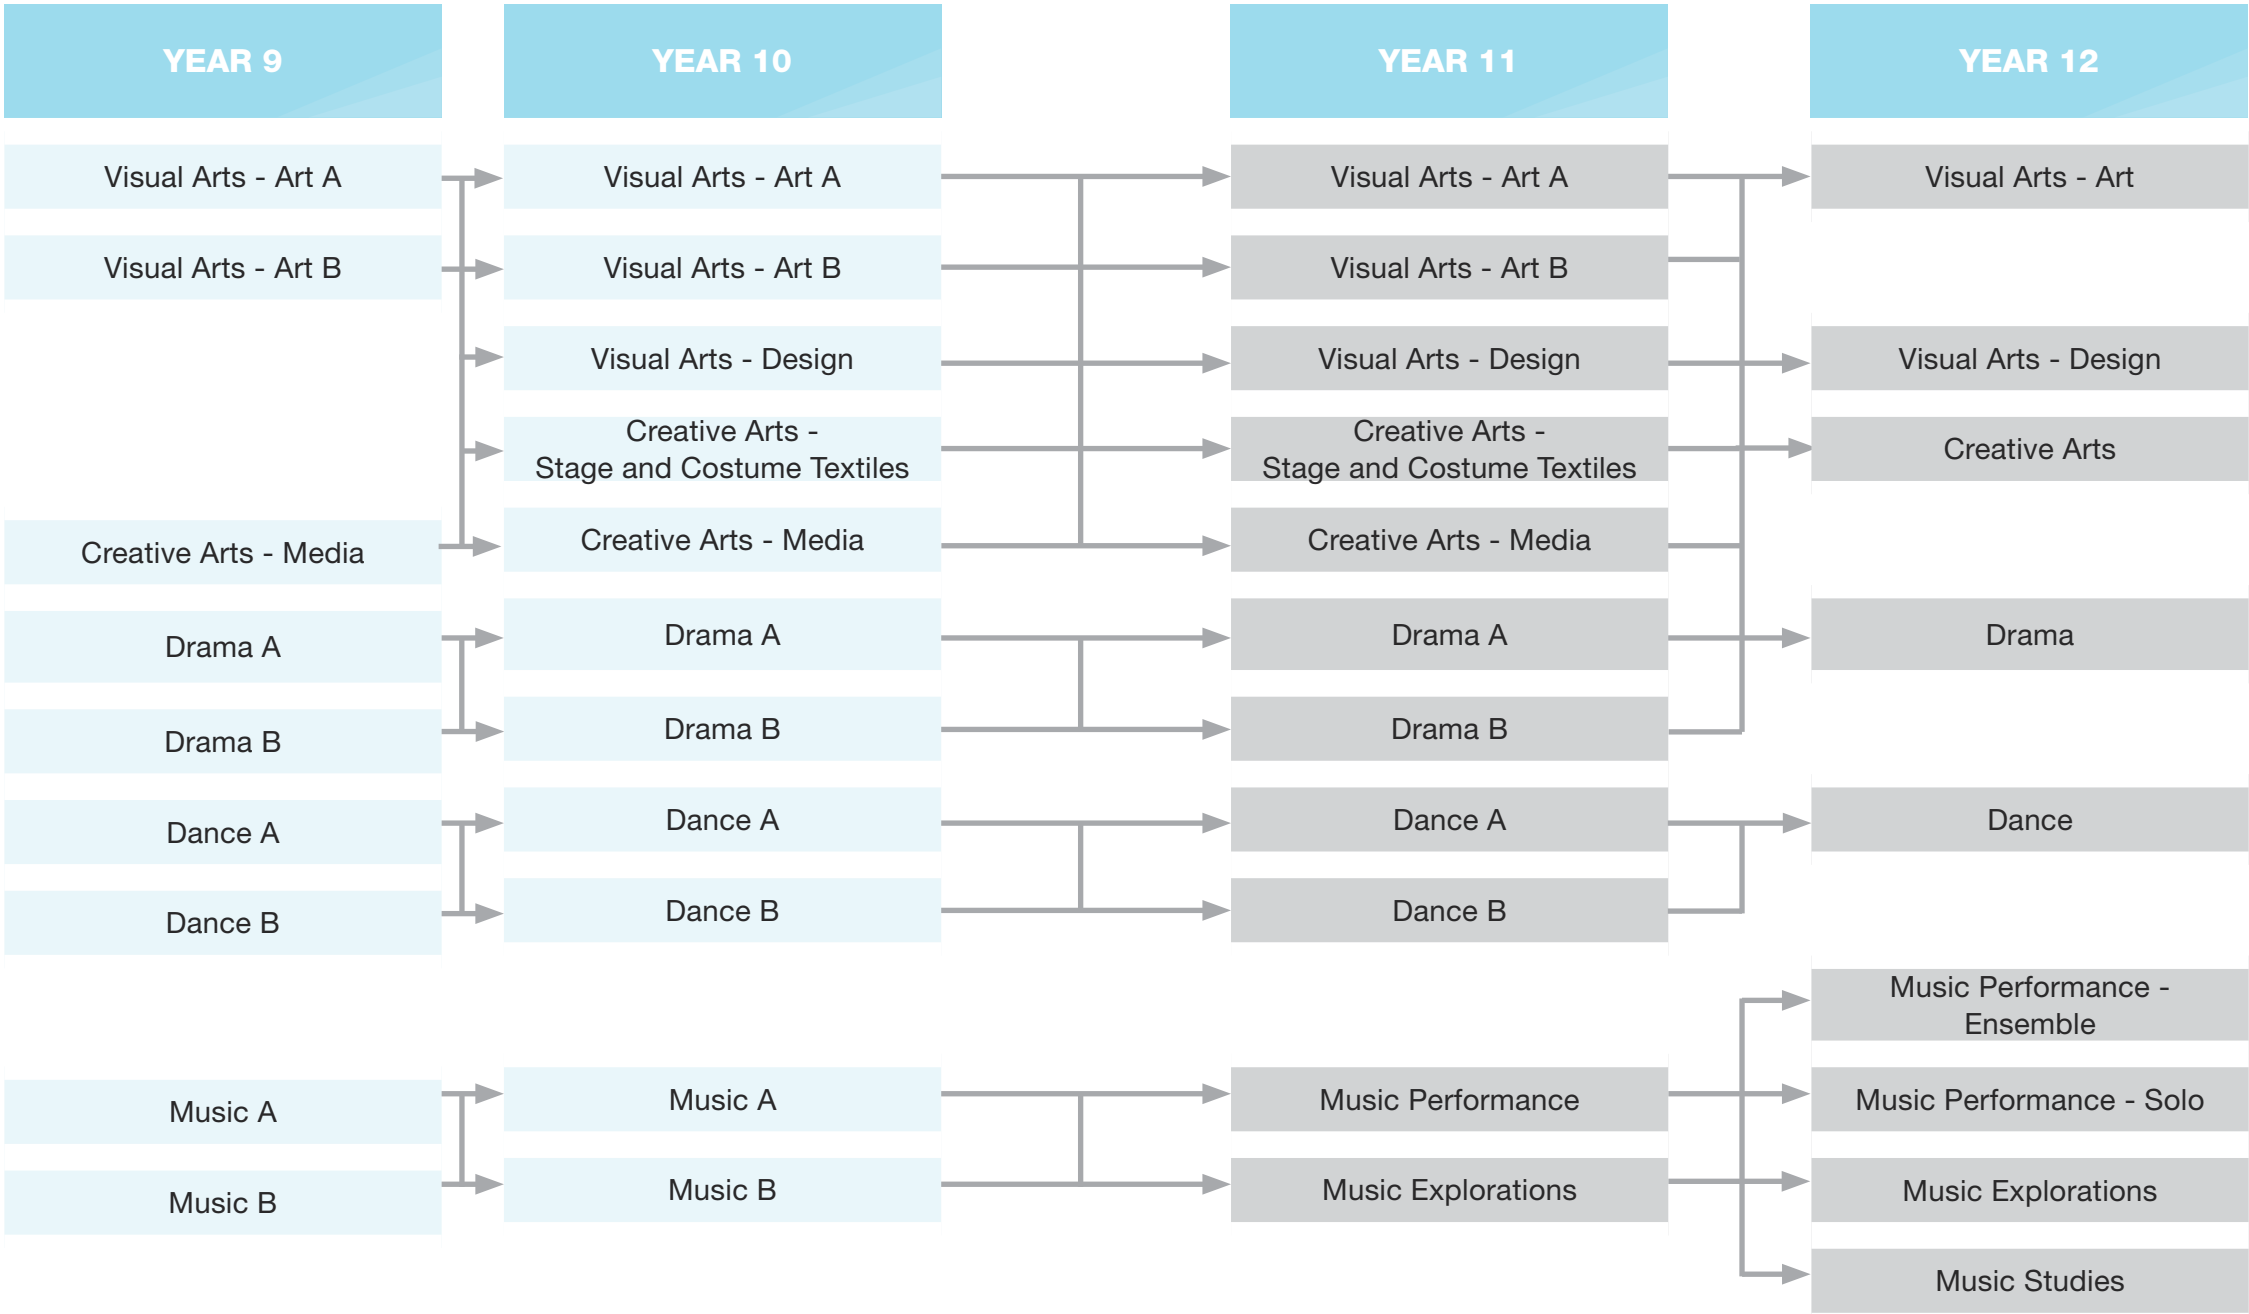 YEAR 9
YEAR 10
YEAR 11
YEAR 12
Visual Arts - Art A
Visual Arts - Art A
Visual Arts - Art A
Visual Arts - Art
Visual Arts - Art B
Visual Arts - Art B
Visual Arts - Art B
Visual Arts - Design
Visual Arts - Design
Visual Arts - Design
Creative Arts -
Stage and Costume Textiles
Creative Arts -
Stage and Costume Textiles
Creative Arts
Creative Arts - Media
Creative Arts - Media
Creative Arts - Media
Drama A
Drama A
Drama A
Drama
Drama B
Drama B
Drama B
Dance A
Dance A
Dance A
Dance
Dance B
Dance B
Dance B
Music Performance -
Ensemble
Music A
Music A
Music Performance
Music Performance - Solo
Music B
Music B
Music Explorations
Music Explorations
Music Studies